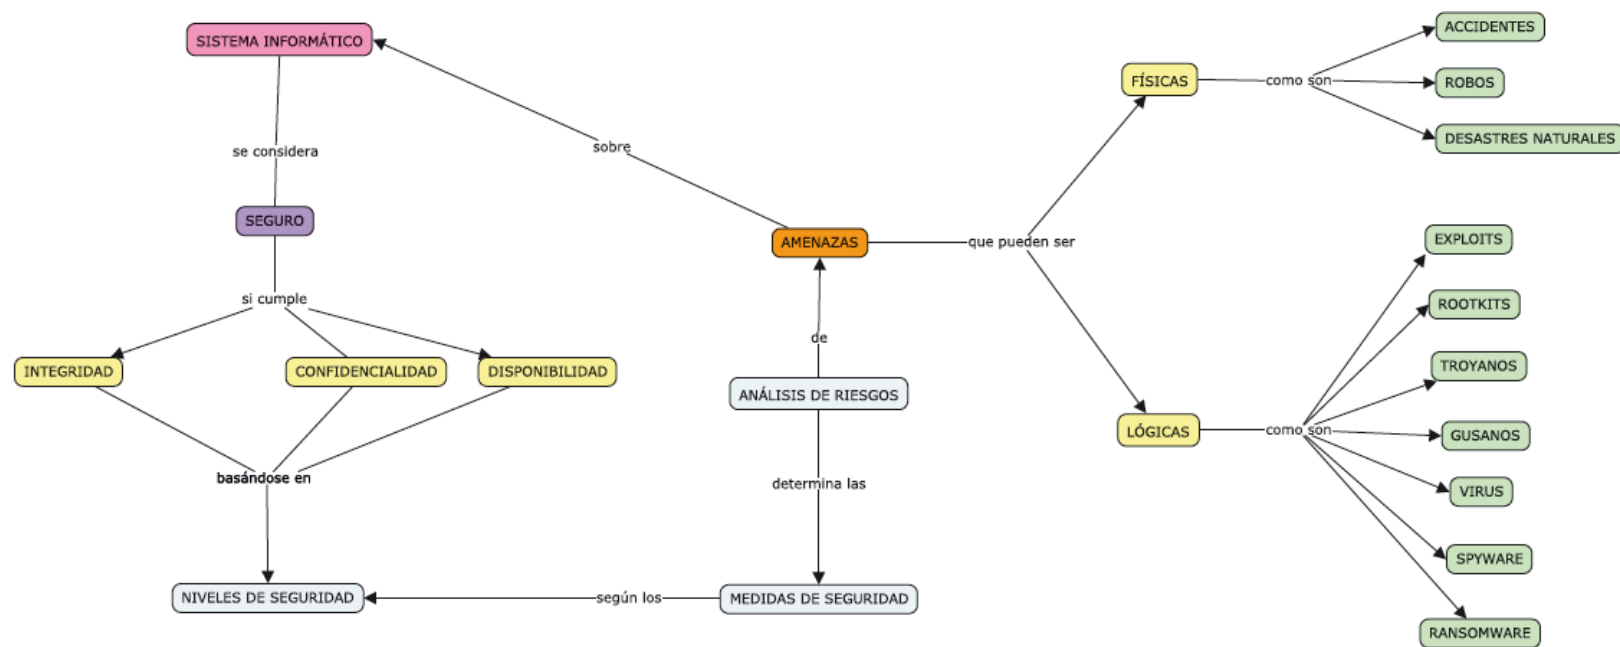 SISTEMA INFORMÁTICO
se considera
SEGURO
si cumple
INTEGRIDAD
CONFIDENCIALIDAD
DISPONIBILIDAD
basándose en
NIVELES DE SEGURIDAD
sobre
AMENAZAS
de
ANÁLISIS DE RIESGOS
determina las
MEDIDAS DE SEGURIDAD
según los
que pueden ser
FÍSICAS
como son
ACCIDENTES
ROBOS
DESASTRES NATURALES
LÓGICAS
como son
EXPLOITS
ROOTKITS
TROYANOS
GUSANOS
VIRUS
SPYWARE
RANSOMWARE